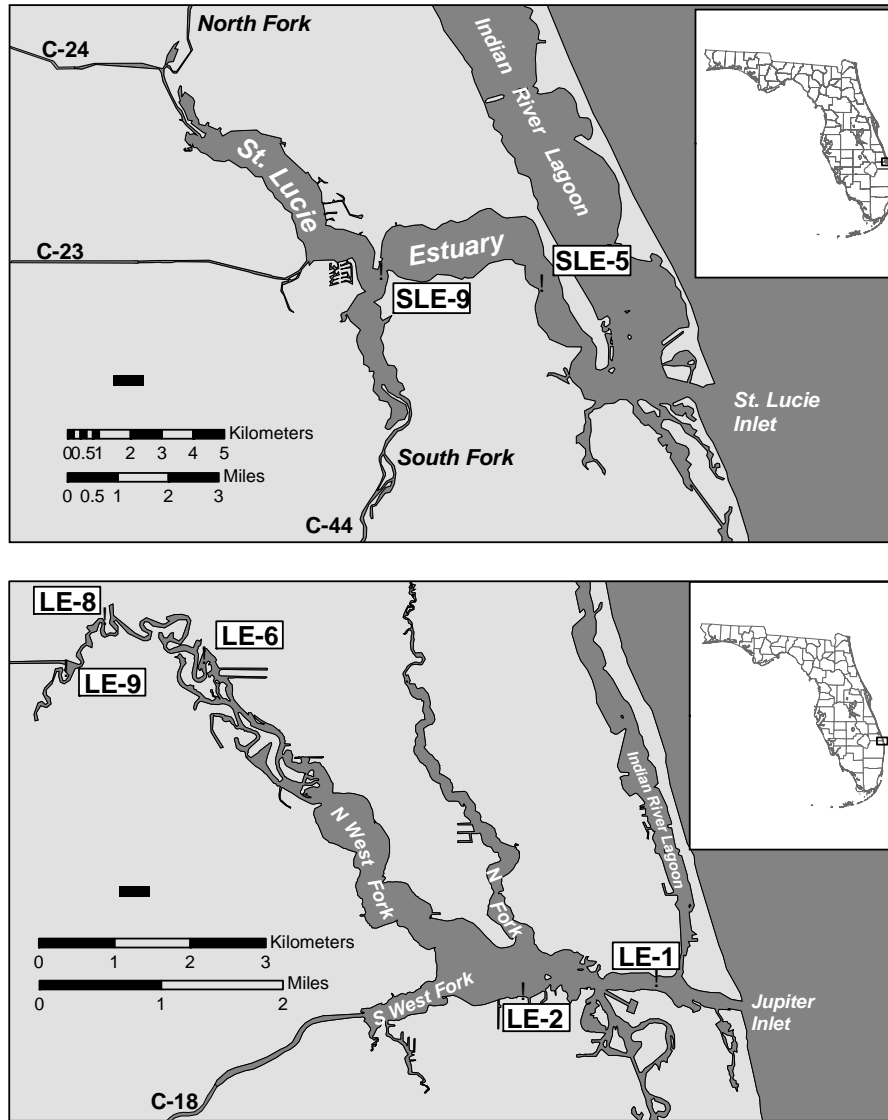 North Fork
C-24
Indian
River
Lagoon
St. Lucie
C-23
Estuary
SLE-5
SLE-9
Kilometers
0 0.5 1 2 3 4 5
Miles
0 0.5 1 2 3
South Fork
St. Lucie
Inlet
C-44
LE-8
LE-6
LE-9
N West
Fork
N
Fork
Indian River Lagoon
Kilometers
0 1 2 3
Miles
0 1 2
LE-1
S West Fork
LE-2
Jupiter
Inlet
C-18